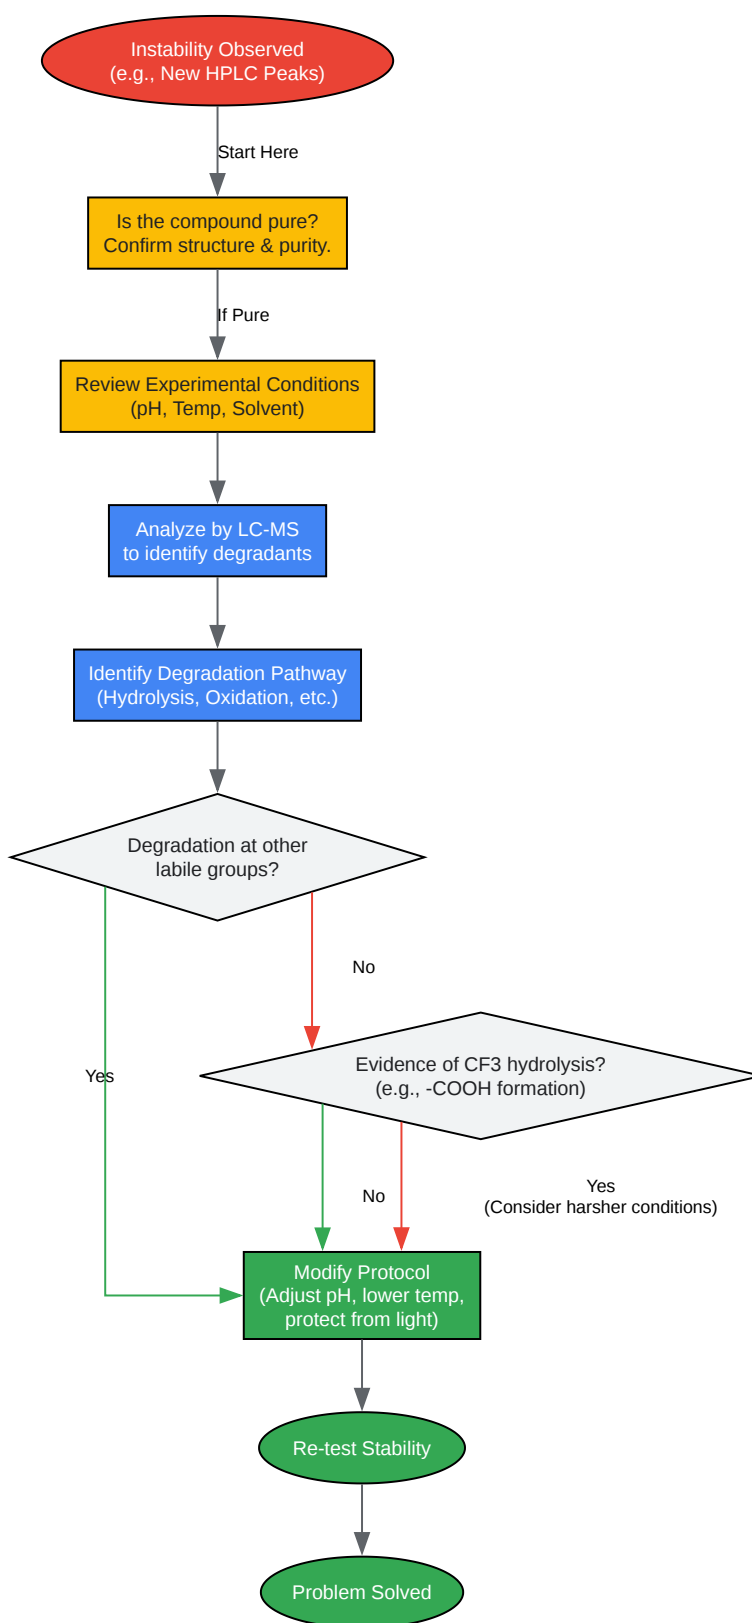 Instability Observed
(e.g., New HPLC Peaks)
Start Here
Is the compound pure?
Confirm structure & purity.
If Pure
Review Experimental Conditions
(pH, Temp, Solvent)
Analyze by LC-MS
to identify degradants
Identify Degradation Pathway
(Hydrolysis, Oxidation, etc.)
Degradation at other
labile groups?
No
Evidence of CF3 hydrolysis?
(e.g., -COOH formation)
Yes
No
Yes
(Consider harsher conditions)
Modify Protocol
(Adjust pH, lower temp,
protect from light)
Re-test Stability
Problem Solved